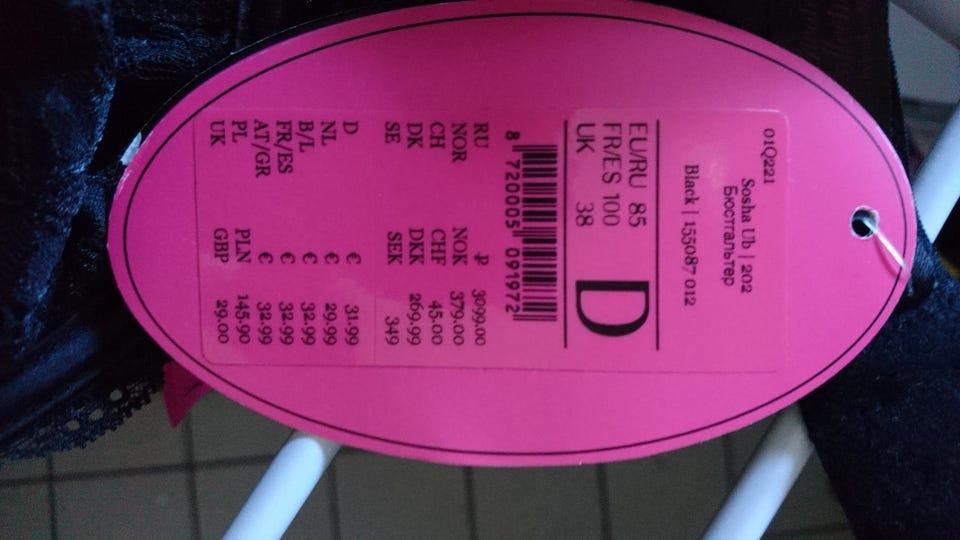 01Q221
Sosha Ub | 202
Бюстгальтер
Black | 155087 012
EU/RU 85
FR/ES 100
UK 38
D
8 720005 091972
RU ₽ 3099.00
NOR NOK 379.00
CH CHF 45.00
DK DKK 269.99
SE SEK 349
D € 31.99
NL € 29.99
B/L € 32.99
FR/ES € 32.99
AT/GR € 32.99
PL PLN 145.90
UK GBP 29.00